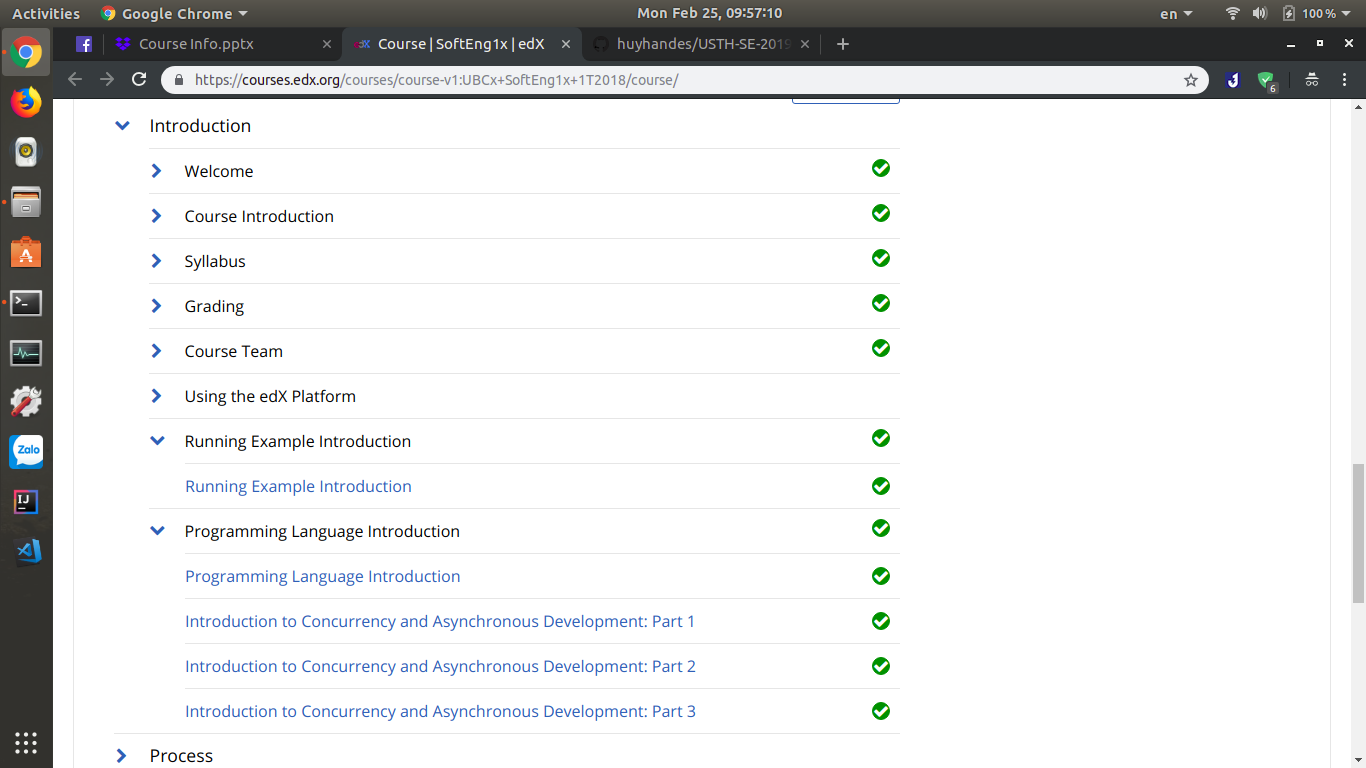 Activities Google Chrome Mon Feb 25, 09:57:10 en 100 %
Course Info.pptx Course | SoftEng1x | edX huyhandes/USTH-SE-2019
https://courses.edx.org/courses/course-v1:UBCx+SoftEng1x+1T2018/course/ 6
Introduction
Welcome
Course Introduction
Syllabus
Grading
Course Team
Using the edX Platform
Running Example Introduction
Running Example Introduction
Programming Language Introduction
Programming Language Introduction
Introduction to Concurrency and Asynchronous Development: Part 1
Introduction to Concurrency and Asynchronous Development: Part 2
Introduction to Concurrency and Asynchronous Development: Part 3
Process
Zalo
IJ